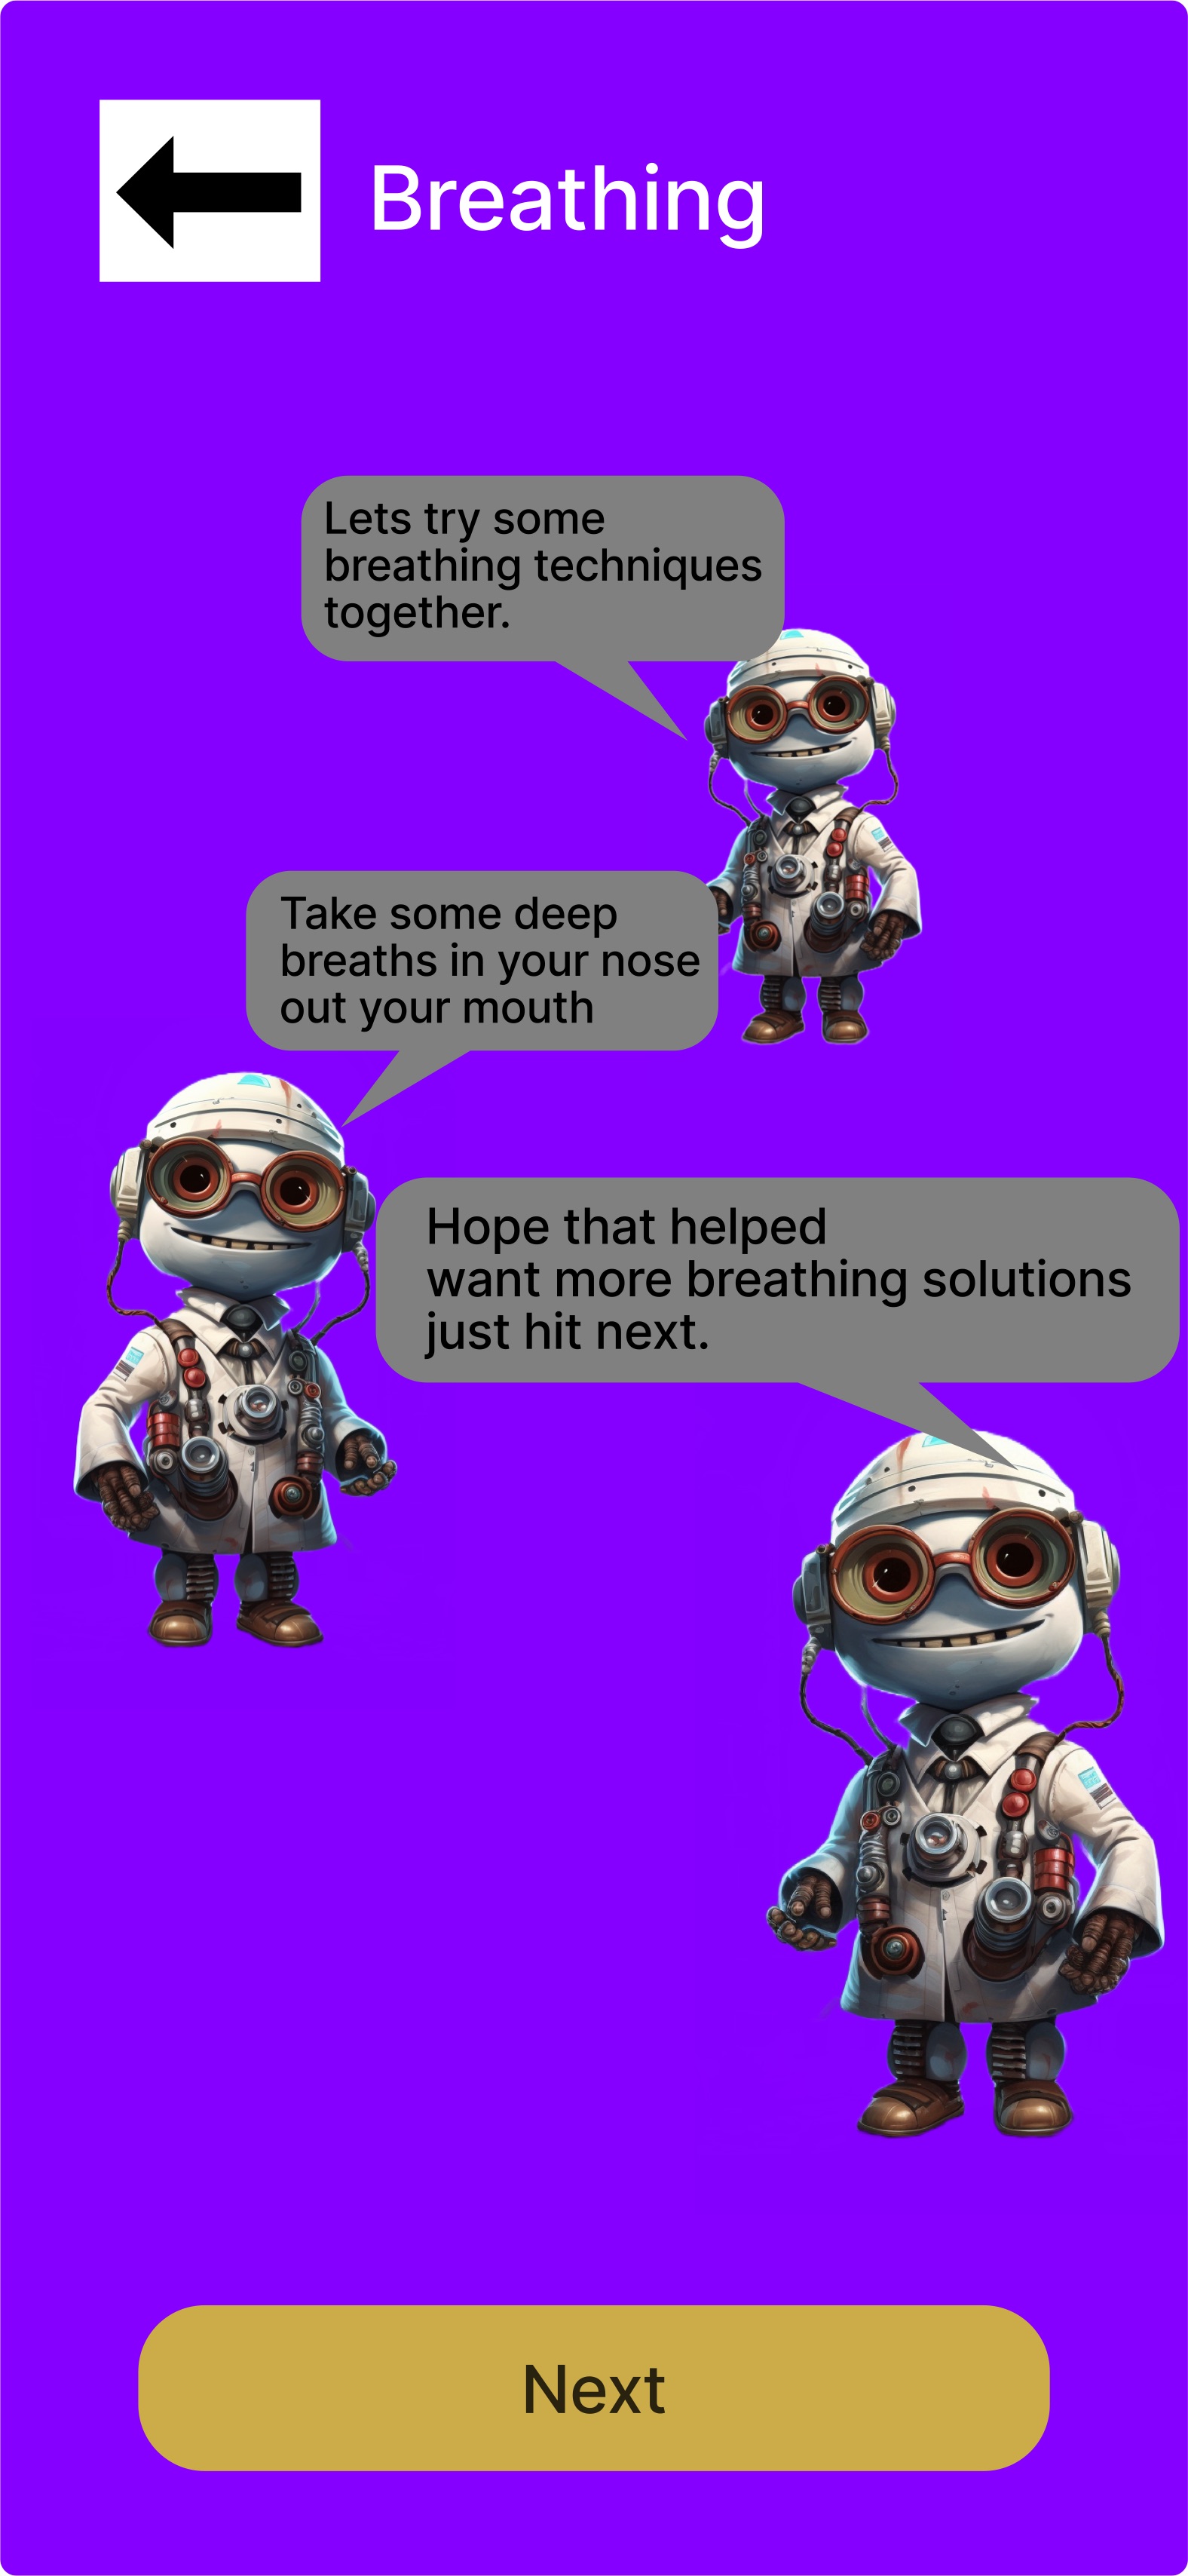 Breathing
Lets try some
breathing techniques
together.
Take some deep
breaths in your nose
out your mouth
Hope that helped
want more breathing solutions
just hit next.
Next